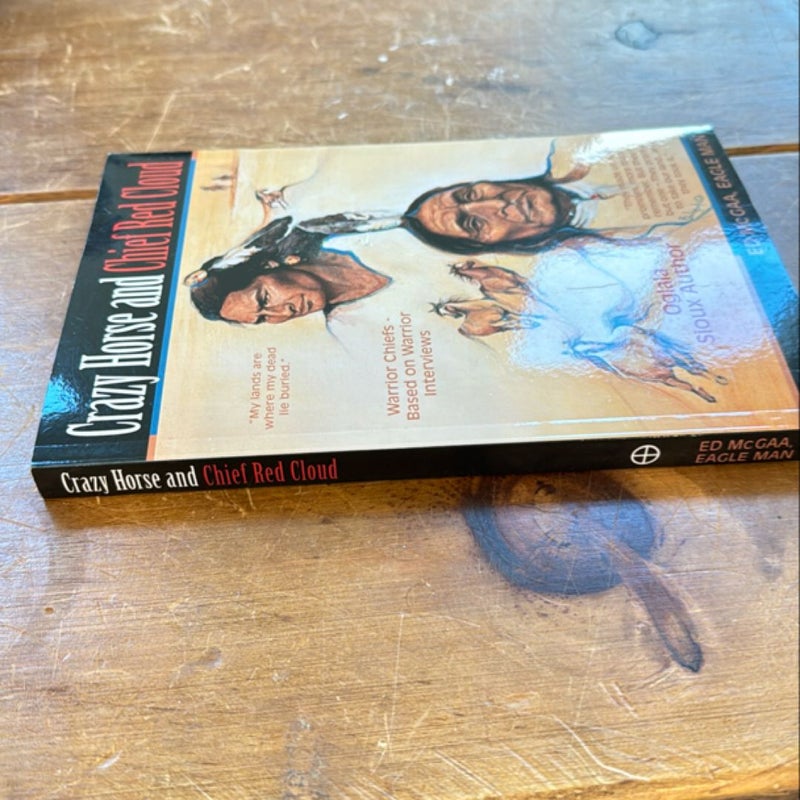 Crazy Horse and Chief Red Cloud
"My lands are
where my dead
lie buried."
Warrior Chiefs -
Based on Warrior
Interviews
Oglala
Sioux Author
ED McGAA, EAGLE MAN
Crazy Horse and Chief Red Cloud
ED McGAA,
EAGLE MAN